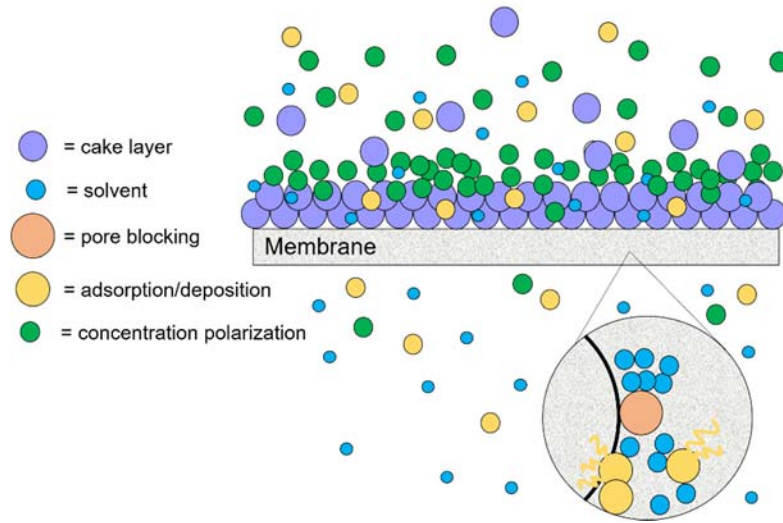 = cake layer
= solvent
= pore blocking
= adsorption/deposition
= concentration polarization
Membrane